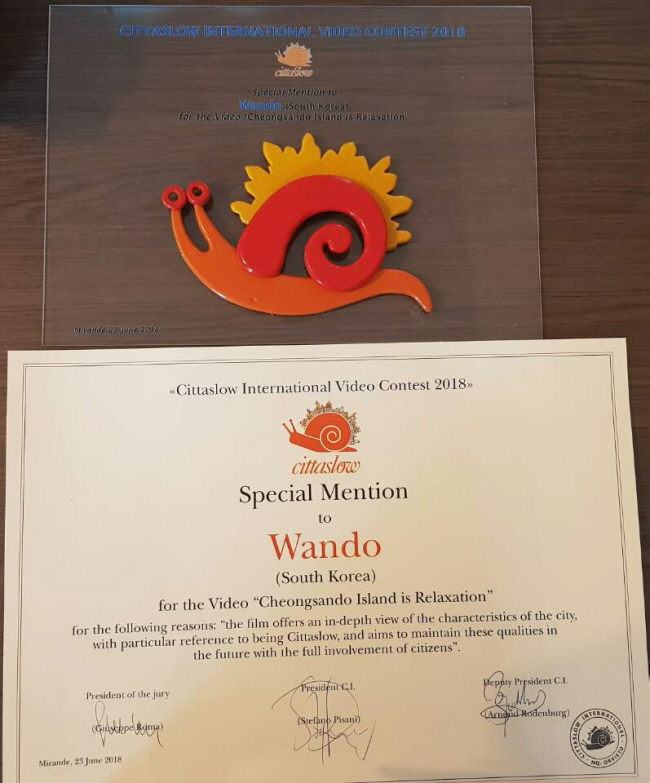 CITTASLOW INTERNATIONAL VIDEO CONTEST 2018
cittaslow
Special Mention to
Wando (South Korea)
for the Video "Cheongsando Island is Relaxation"
Mirande, 23 june 2018
«Cittaslow International Video Contest 2018»
cittaslow
Special Mention
to
Wando
(South Korea)
for the Video “Cheongsando Island is Relaxation”
for the following reasons: “the film offers an in-depth view of the characteristics of the city,
with particular reference to being Cittaslow, and aims to maintain these qualities in
the future with the full involvement of citizens”.
President of the jury
(Giuseppe Roma)
President C.I.
(Stefano Pisani)
Deputy President C.I.
(Arnoud Rodenburg)
CITTASLOW INTERNATIONAL
HQ. ORVIETO
Mirande, 23 June 2018